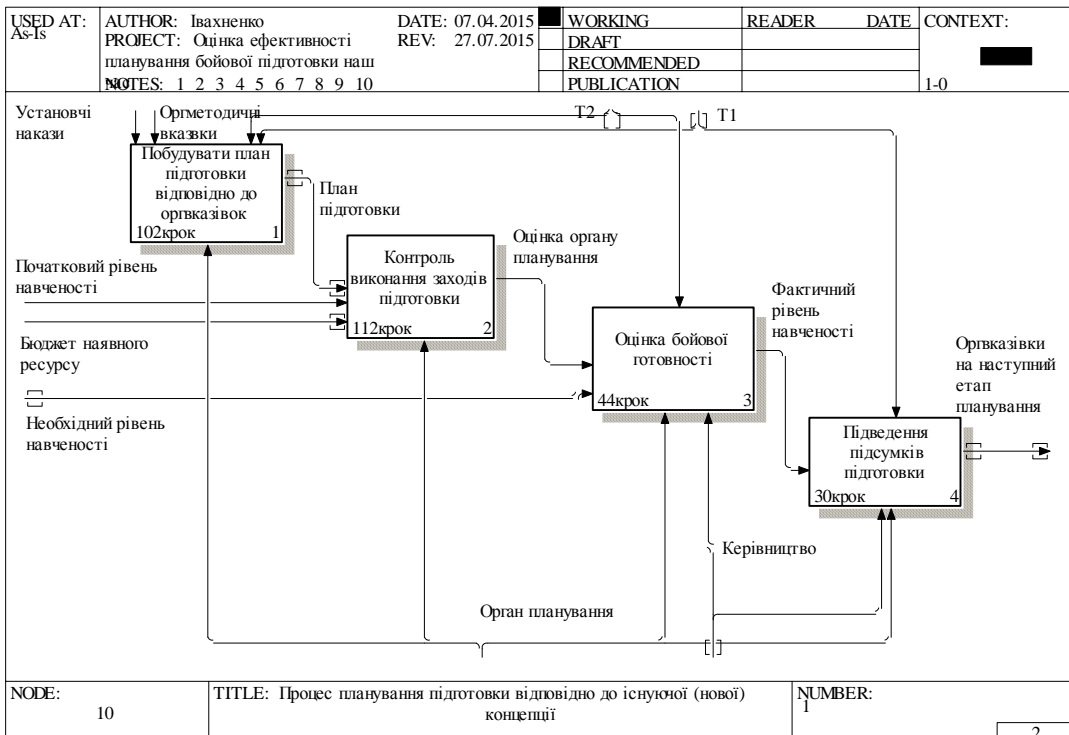 USED AT:
As-Is
AUTHOR: Івахненко
DATE: 07.04.2015
PROJECT: Оцінка ефективності
планування бойової підготовки наш
REV: 27.07.2015
NOTES: 1 2 3 4 5 6 7 8 9 10
WORKING
DRAFT
RECOMMENDED
PUBLICATION
READER DATE
CONTEXT:
1-0
Установчі
накази
Оргметодичні
вказвки
T2
T1
Побудувати план
підготовки
відповідно до
оргвказівок
102крок 1
План
підготовки
Початковий рівень
навченості
Контроль
виконання заходів
підготовки
112крок 2
Оцінка органу
планування
Бюджет наявного
ресурсу
Оцінка бойової
готовності
44крок 3
Фактичний
рівень
навченості
Необхідний рівень
навченості
Оргвказівки
на наступний
етап
планування
Підведення
підсумків
підготовки
30крок 4
Керівництво
Орган планування
NODE:
10
TITLE: Процес планування підготовки відповідно до існуючої (нової)
концепції
NUMBER:
1
2